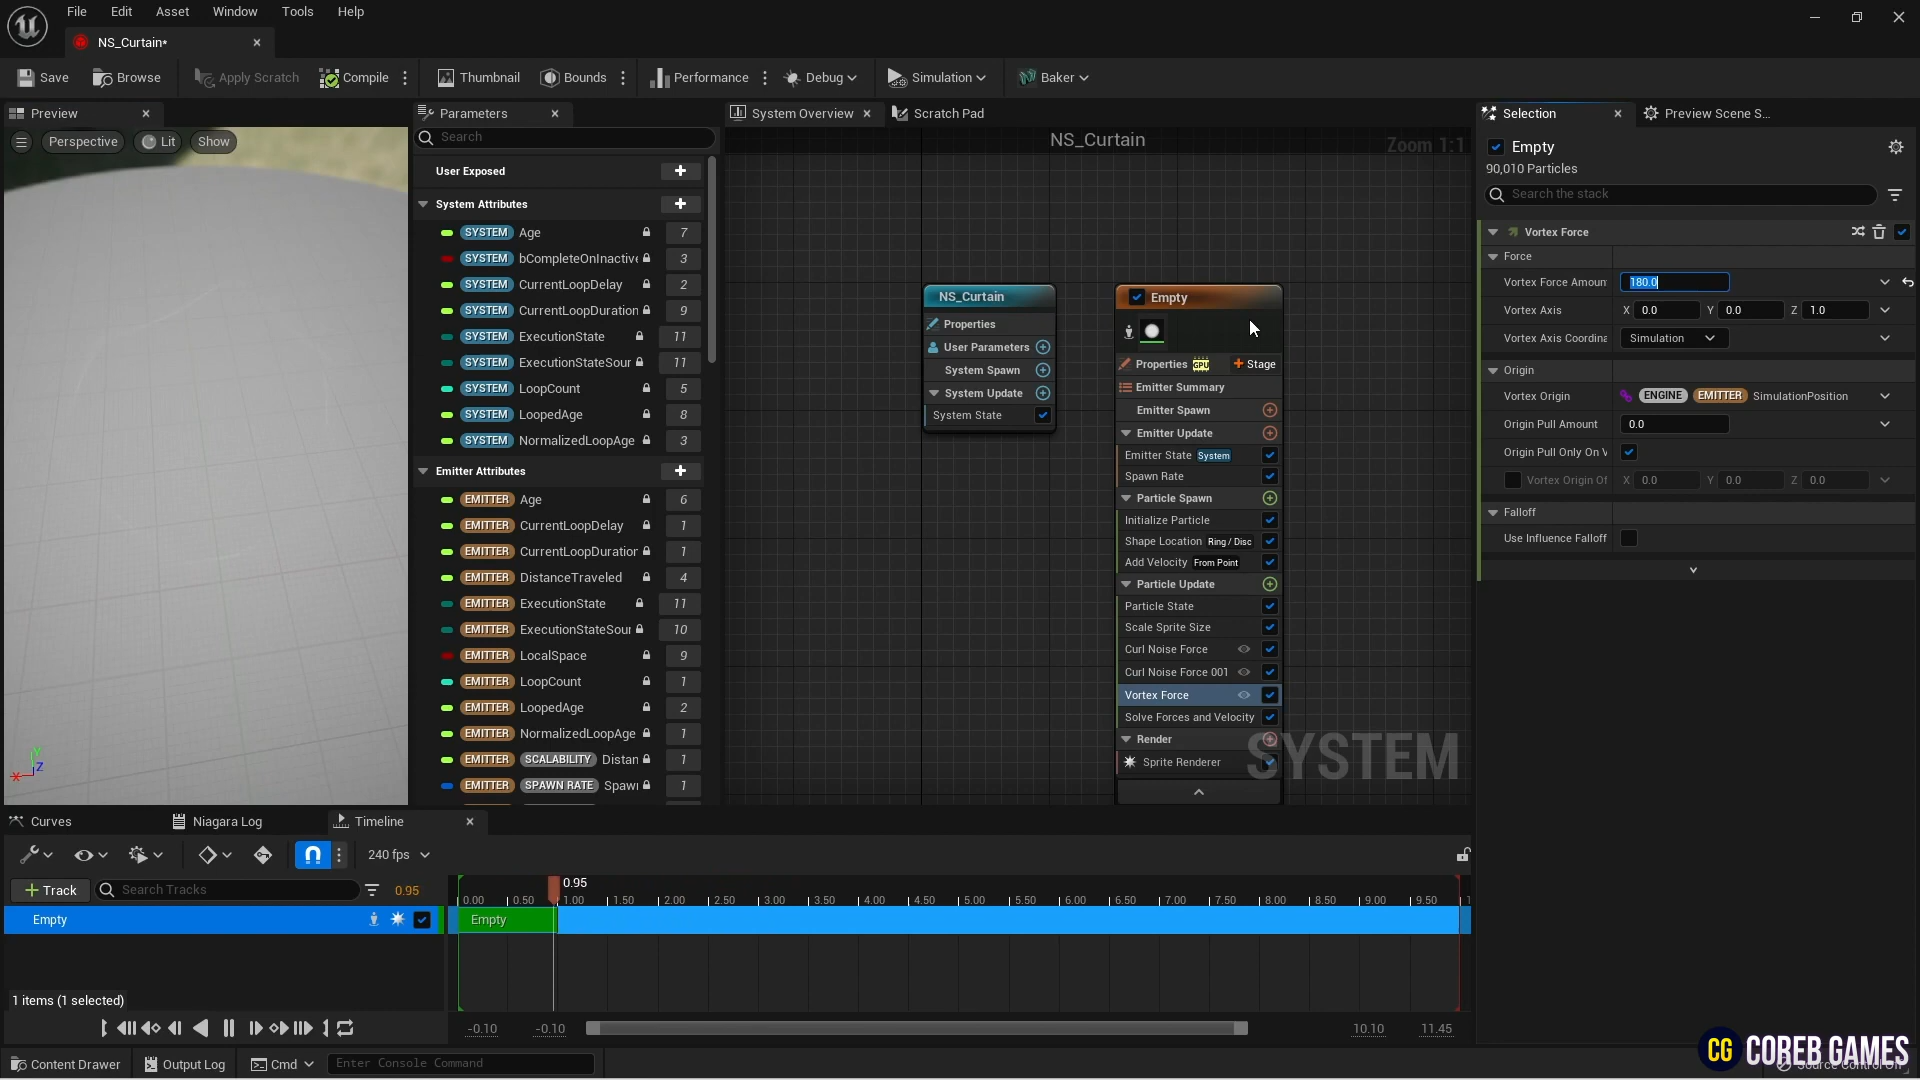 File Edit Asset Window Tools Help
NS_Curtain*
Save Browse Apply Scratch Compile Thumbnail Bounds Performance Debug Simulation Baker
Preview
Perspective Lit Show
X Y Z
Parameters
Search
User Exposed
System Attributes
SYSTEM Age 7
SYSTEM bCompleteOnInactive 3
SYSTEM CurrentLoopDelay 2
SYSTEM CurrentLoopDuration 9
SYSTEM ExecutionState 11
SYSTEM ExecutionStateSour 11
SYSTEM LoopCount 5
SYSTEM LoopedAge 8
SYSTEM NormalizedLoopAge 3
Emitter Attributes
EMITTER Age 6
EMITTER CurrentLoopDelay 1
EMITTER CurrentLoopDuration 1
EMITTER DistanceTraveled 4
EMITTER ExecutionState 11
EMITTER ExecutionStateSour 10
EMITTER LocalSpace 9
EMITTER LoopCount 1
EMITTER LoopedAge 2
EMITTER NormalizedLoopAge 1
EMITTER SCALABILITY Distan 1
EMITTER SPAWN RATE Spawn 1
System Overview Scratch Pad
NS_Curtain
Zoom 1:1
NS_Curtain
Properties
User Parameters
System Spawn
System Update
System State
Empty
Properties GPU Stage
Emitter Summary
Emitter Spawn
Emitter Update
Emitter State System
Spawn Rate
Particle Spawn
Initialize Particle
Shape Location Ring / Disc
Add Velocity From Point
Particle Update
Particle State
Scale Sprite Size
Curl Noise Force
Curl Noise Force 001
Vortex Force
Solve Forces and Velocity
Render
Sprite Renderer
SYSTEM
Selection Preview Scene S...
Empty
90,010 Particles
Search the stack
Vortex Force
Force
Vortex Force Amoun 180.0
Vortex Axis X 0.0 Y 0.0 Z 1.0
Vortex Axis Coordina Simulation
Origin
Vortex Origin ENGINE EMITTER SimulationPosition
Origin Pull Amount 0.0
Origin Pull Only On V
Vortex Origin Of X 0.0 Y 0.0 Z 0.0
Falloff
Use Influence Falloff
Curves Niagara Log Timeline
240 fps
Track Search Tracks 0.95
0.95
0.00 0.50 1.00 1.50 2.00 2.50 3.00 3.50 4.00 4.50 5.00 5.50 6.00 6.50 7.00 7.50 8.00 8.50 9.00 9.50 1
Empty
Empty
1 items (1 selected)
-0.10 -0.10 10.10 11.45
Content Drawer Output Log Cmd Enter Console Command
CG COREB GAMES
Source Control Off